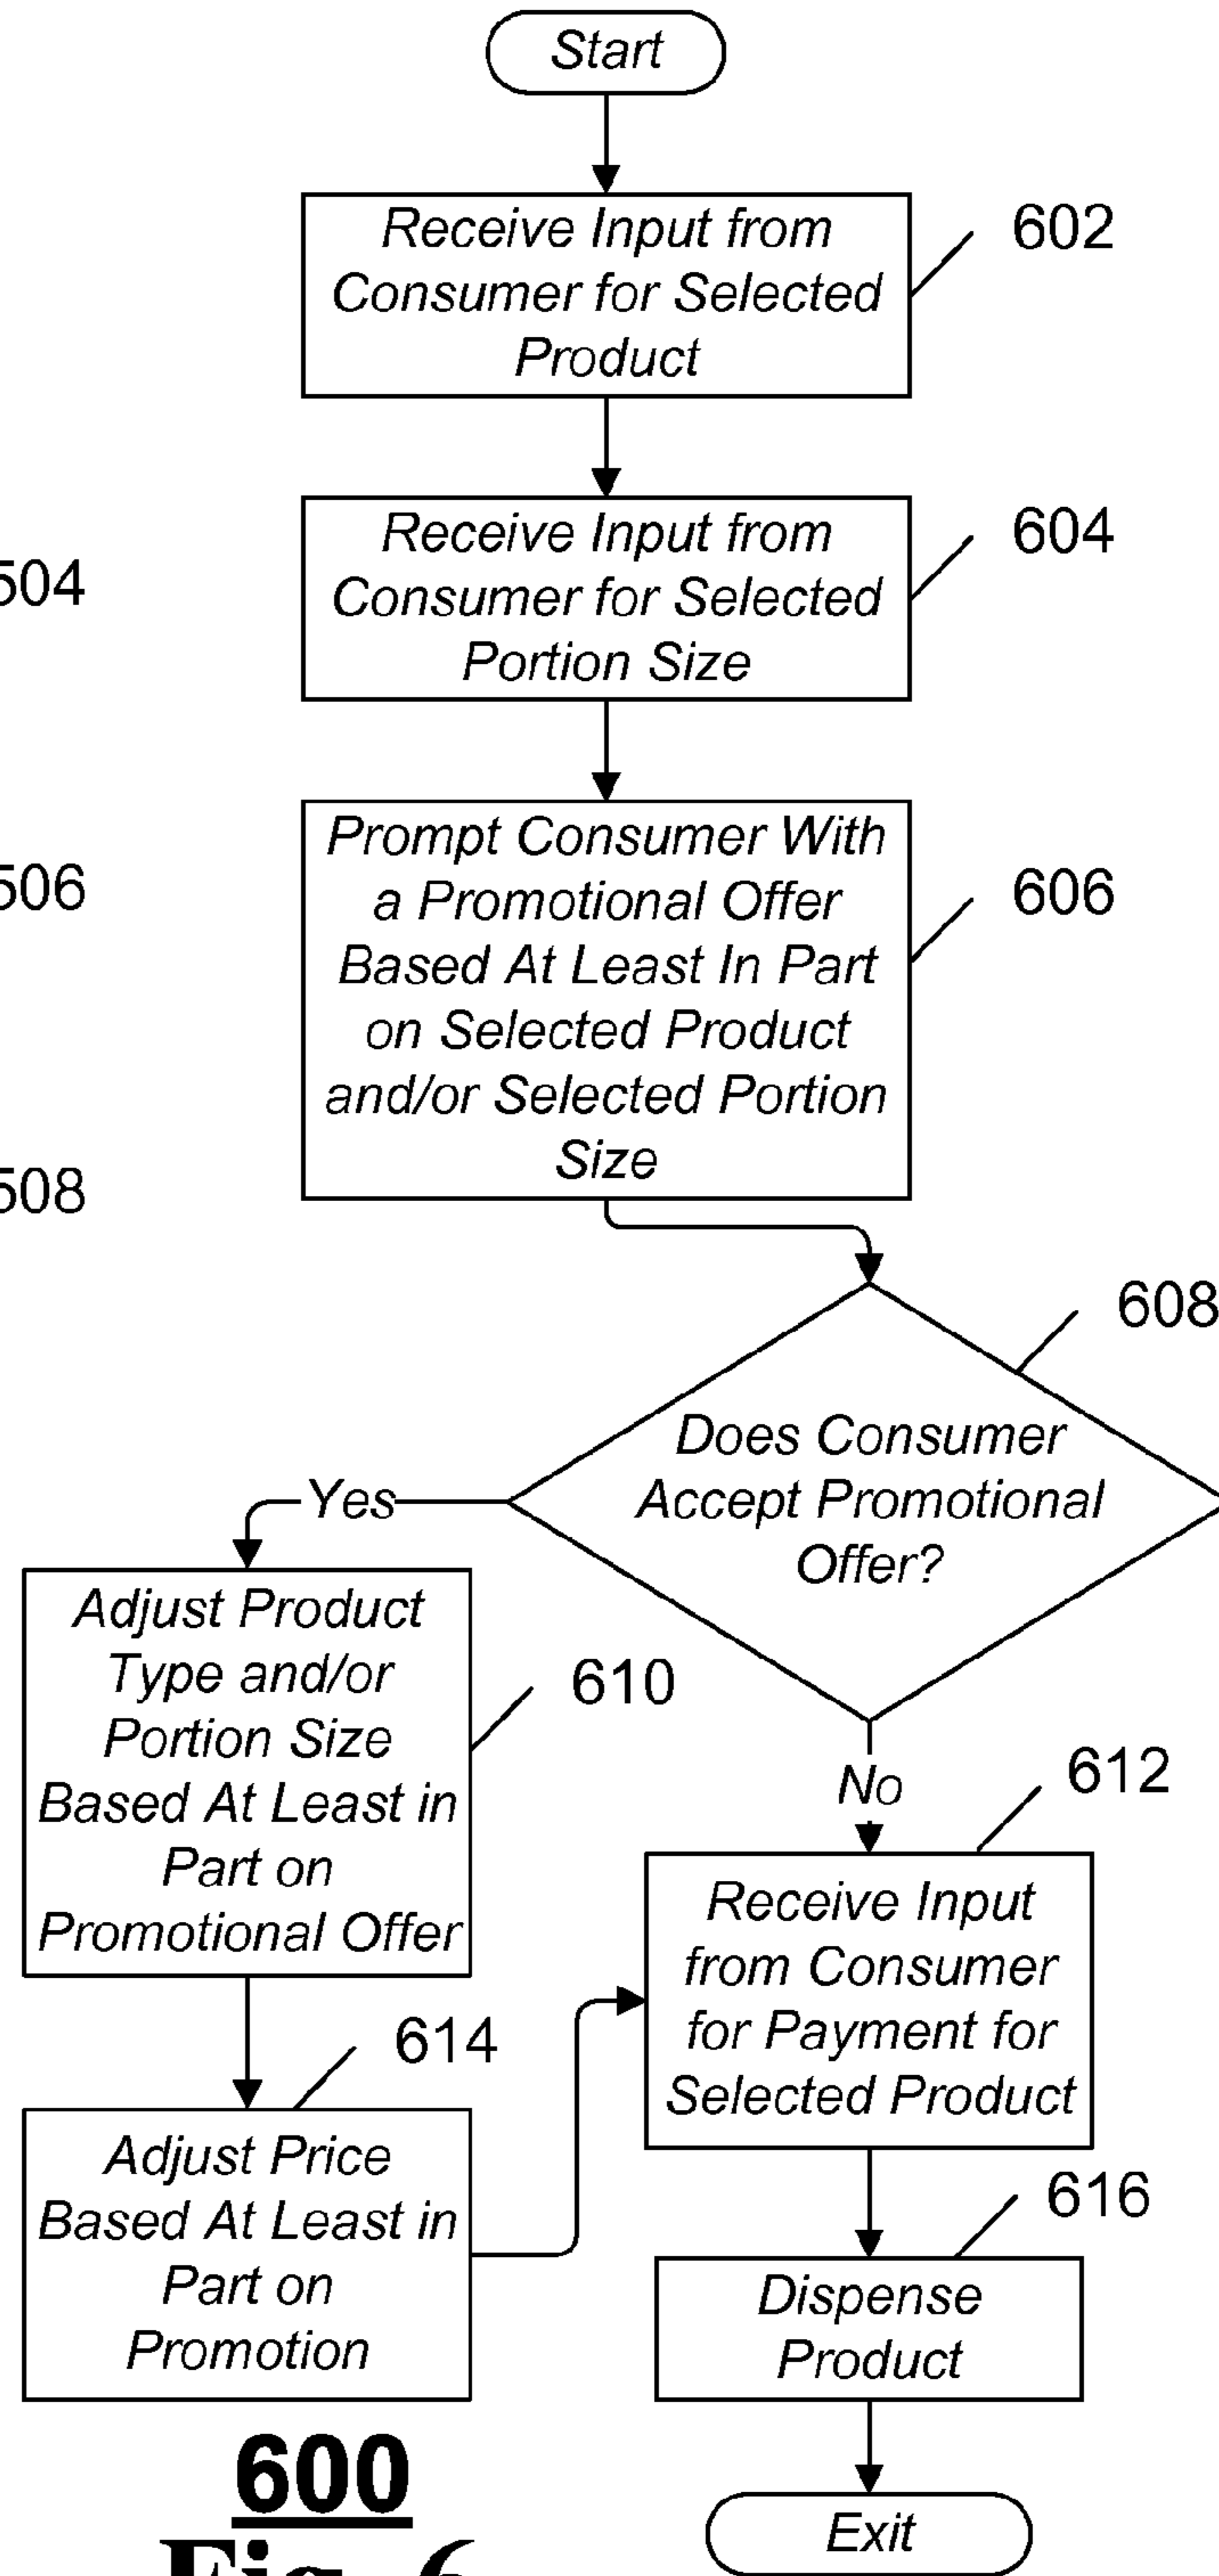 Start
Receive Input from
Consumer for Selected
Product
602
Receive Input from
Consumer for Selected
Portion Size
604
504
Prompt Consumer With
a Promotional Offer
Based At Least In Part
on Selected Product
and/or Selected Portion
Size
606
506
508
608
Does Consumer
Accept Promotional
Offer?
Yes
Adjust Product
Type and/or
Portion Size
Based At Least in
Part on
Promotional Offer
610
No
612
Receive Input
from Consumer
for Payment for
Selected Product
614
Adjust Price
Based At Least in
Part on
Promotion
616
Dispense
Product
600
Fig. 6
Exit